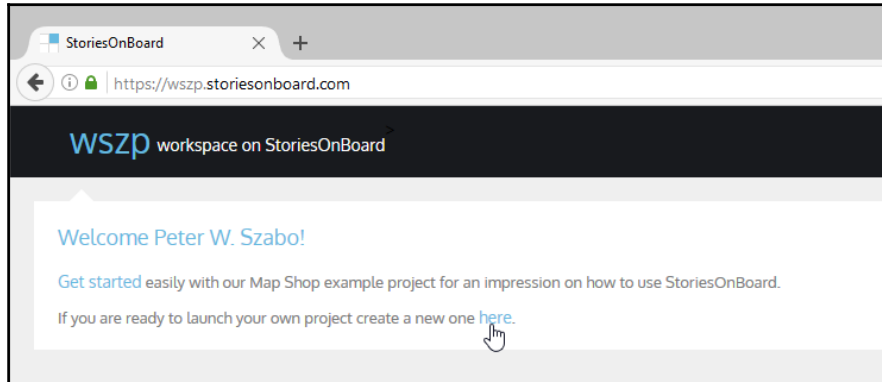 StoriesOnBoard
https://wszp.storiesonboard.com
wszp workspace on StoriesOnBoard>
Welcome Peter W. Szabo!
Get started easily with our Map Shop example project for an impression on how to use StoriesOnBoard.
If you are ready to launch your own project create a new one here.